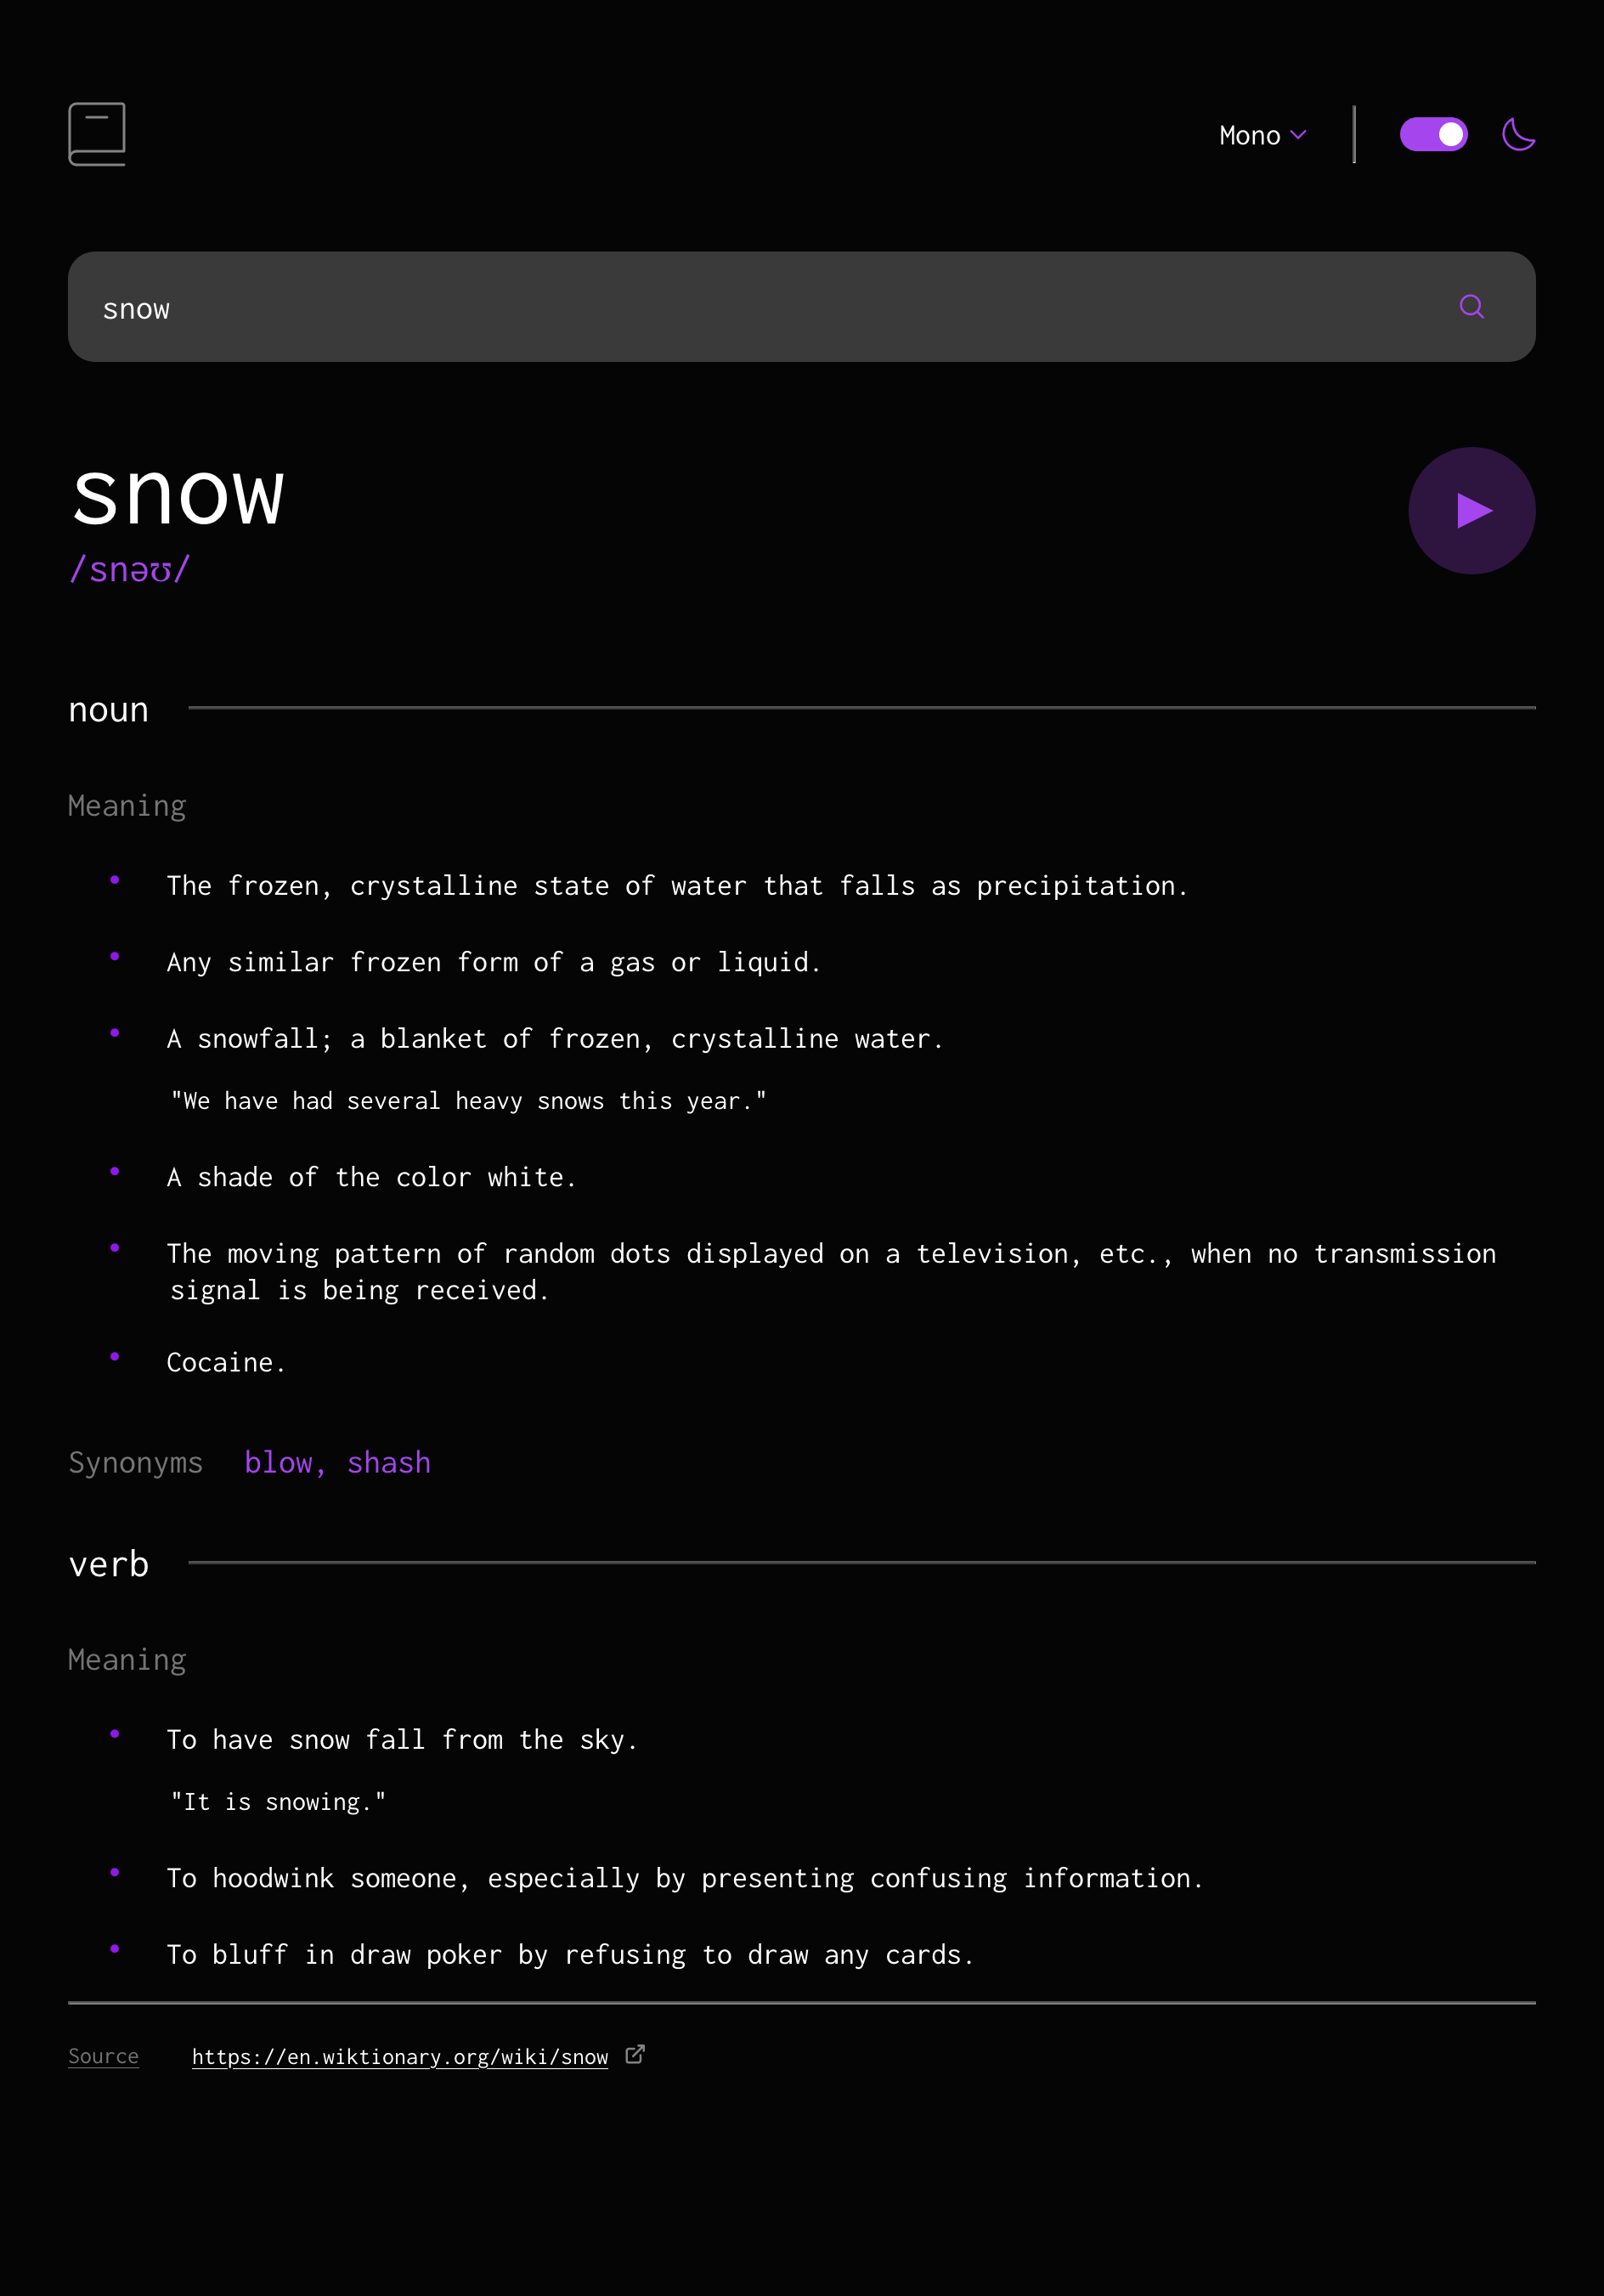 Mono
snow
snow
/snəʊ/
noun
Meaning
The frozen, crystalline state of water that falls as precipitation.
Any similar frozen form of a gas or liquid.
A snowfall; a blanket of frozen, crystalline water.
"We have had several heavy snows this year."
A shade of the color white.
The moving pattern of random dots displayed on a television, etc., when no transmission
signal is being received.
Cocaine.
Synonyms blow, shash
verb
Meaning
To have snow fall from the sky.
"It is snowing."
To hoodwink someone, especially by presenting confusing information.
To bluff in draw poker by refusing to draw any cards.
Source https://en.wiktionary.org/wiki/snow